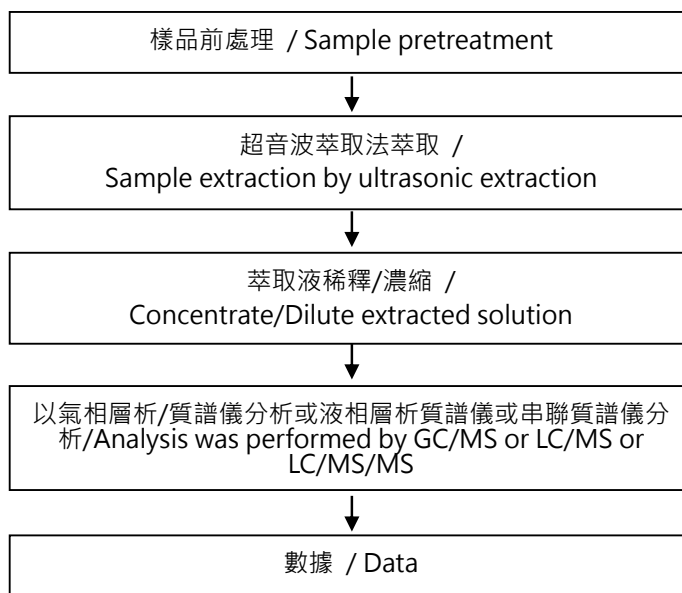 樣品前處理 / Sample pretreatment
超音波萃取法萃取 /
Sample extraction by ultrasonic extraction
萃取液稀釋/濃縮 /
Concentrate/Dilute extracted solution
以氣相層析/質譜儀分析或液相層析質譜儀或串聯質譜儀分
析/Analysis was performed by GC/MS or LC/MS or
LC/MS/MS
數據 / Data